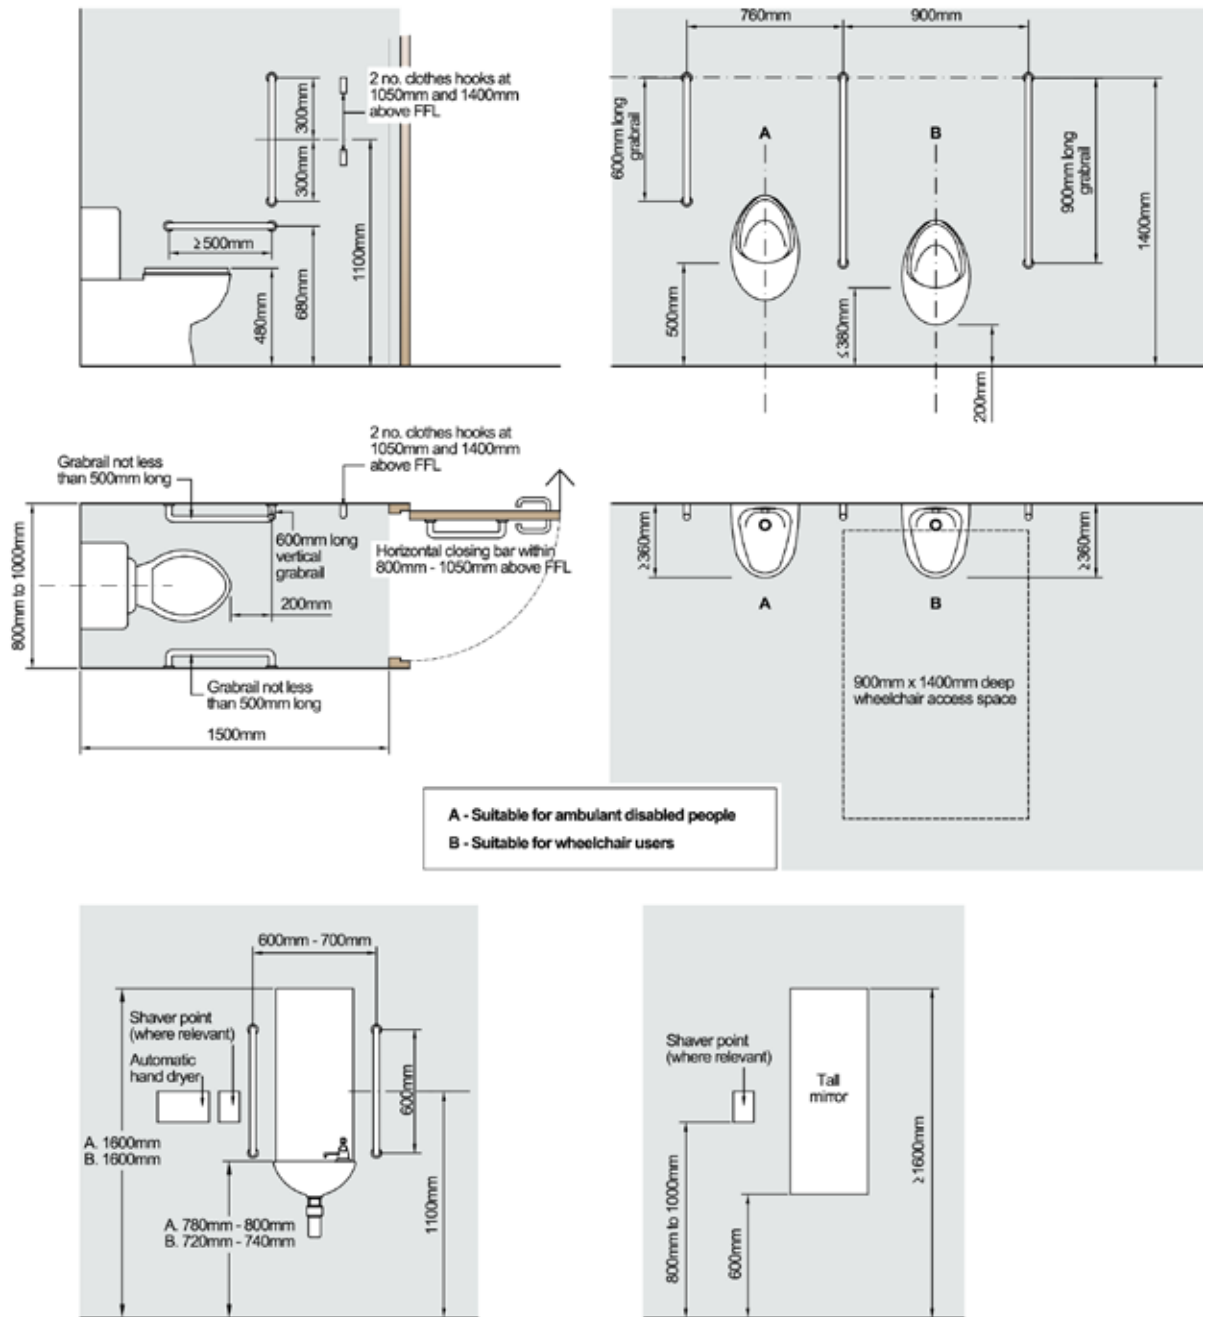 2 no. clothes hooks at
1050mm and 1400mm
above FFL
300mm
300mm
≥500mm
480mm
680mm
1100mm
760mm
900mm
600mm long
grabrail
A
B
900mm long
grabrail
1400mm
500mm
≤380mm
200mm
2 no. clothes hooks at
1050mm and 1400mm
above FFL
Grabrail not less
than 500mm long
800mm to 1000mm
600mm long
vertical
grabrail
200mm
Horizontal closing bar within
800mm - 1050mm above FFL
Grabrail not less
than 500mm long
1500mm
≥360mm
≥360mm
A
B
900mm x 1400mm deep
wheelchair access space
A - Suitable for ambulant disabled people
B - Suitable for wheelchair users
600mm - 700mm
Shaver point
(where relevant)
Automatic
hand dryer
600mm
A. 1600mm
B. 1600mm
A. 780mm - 800mm
B. 720mm - 740mm
1100mm
Shaver point
(where relevant)
Tall
mirror
800mm to 1000mm
600mm
≥1600mm